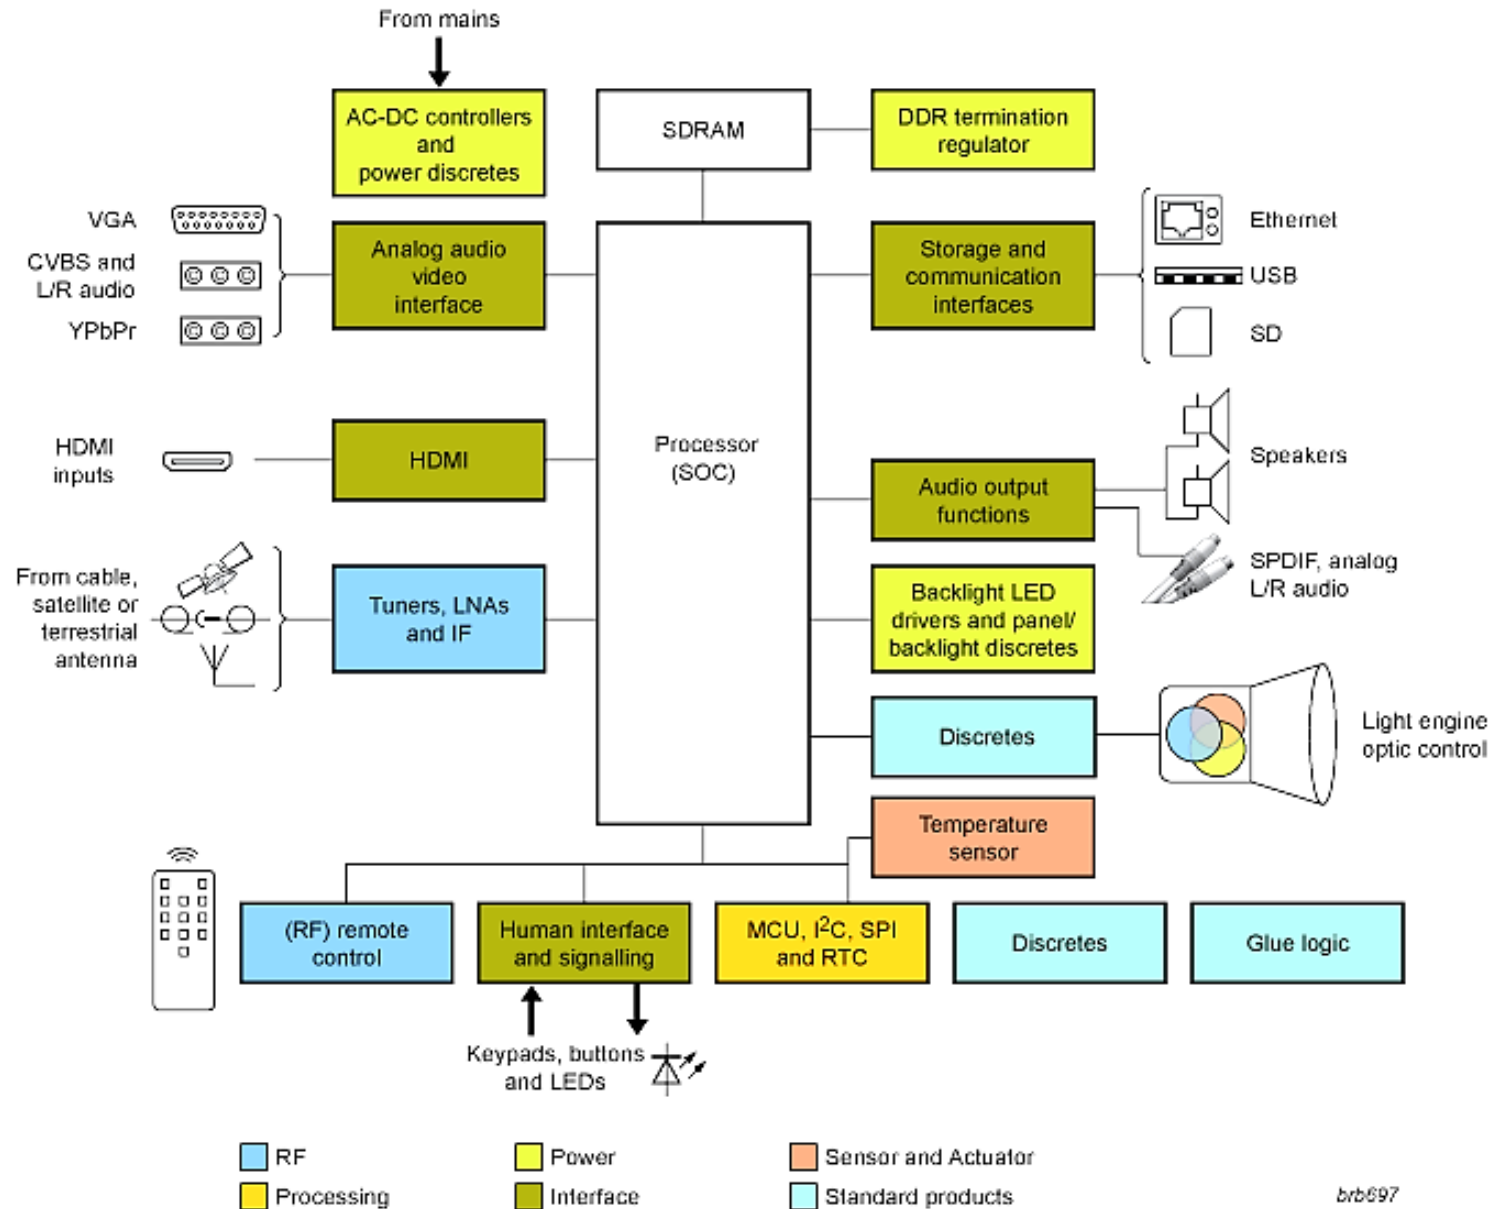 From mains
AC-DC controllers
and
power discretes
SDRAM
DDR termination
regulator
VGA
CVBS and
L/R audio
YPbPr
Analog audio
video
interface
Storage and
communication
interfaces
Ethernet
USB
SD
HDMI
inputs
HDMI
Processor
(SOC)
Audio output
functions
Speakers
SPDIF, analog
L/R audio
From cable,
satellite or
terrestrial
antenna
Tuners, LNAs
and IF
Backlight LED
drivers and panel/
backlight discretes
Discretes
Light engine
optic control
Temperature
sensor
(RF) remote
control
Human interface
and signalling
MCU, I²C, SPI
and RTC
Discretes
Glue logic
Keypads, buttons
and LEDs
RF
Power
Sensor and Actuator
Processing
Interface
Standard products
brb697